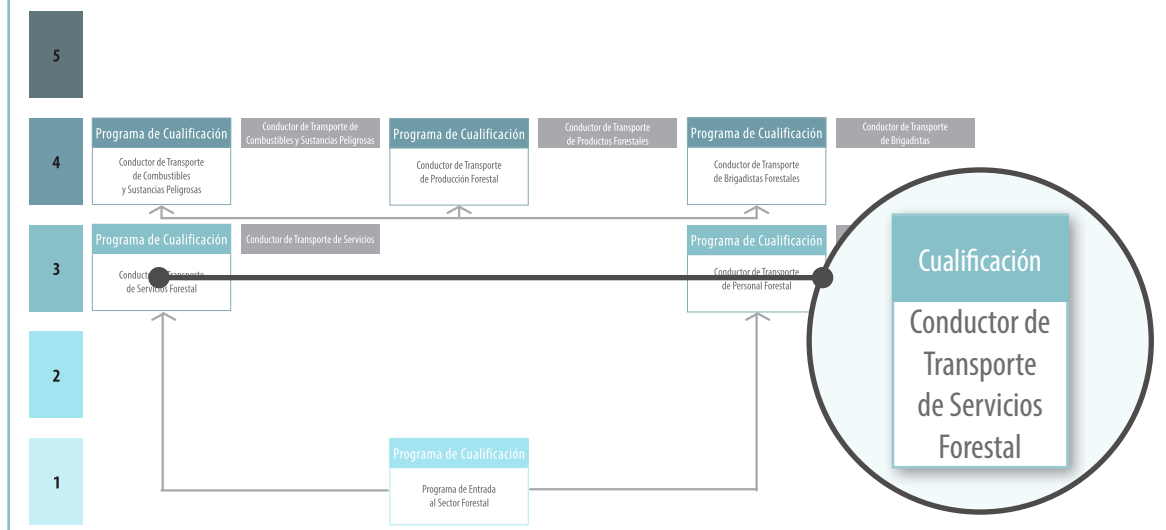 5
4
Programa de Cualificación
Conductor de Transporte
de Combustibles
y Sustancias Peligrosas
Conductor de Transporte de
Combustibles y Sustancias Peligrosas
Programa de Cualificación
Conductor de Transporte
de Producción Forestal
Conductor de Transporte
de Productos Forestales
Programa de Cualificación
Conductor de Transporte
de Brigadistas Forestales
Conductor de Transporte
de Brigadistas
3
Programa de Cualificación
de Servicios Forestal
Conductor de Transporte de Servicios
Programa de Cualificación
Conductor de Transporte
de Personal Forestal
Cualificación
Conductor de
Transporte
de Servicios
Forestal
2
1
Programa de Cualificación
Programa de Entrada
al Sector Forestal